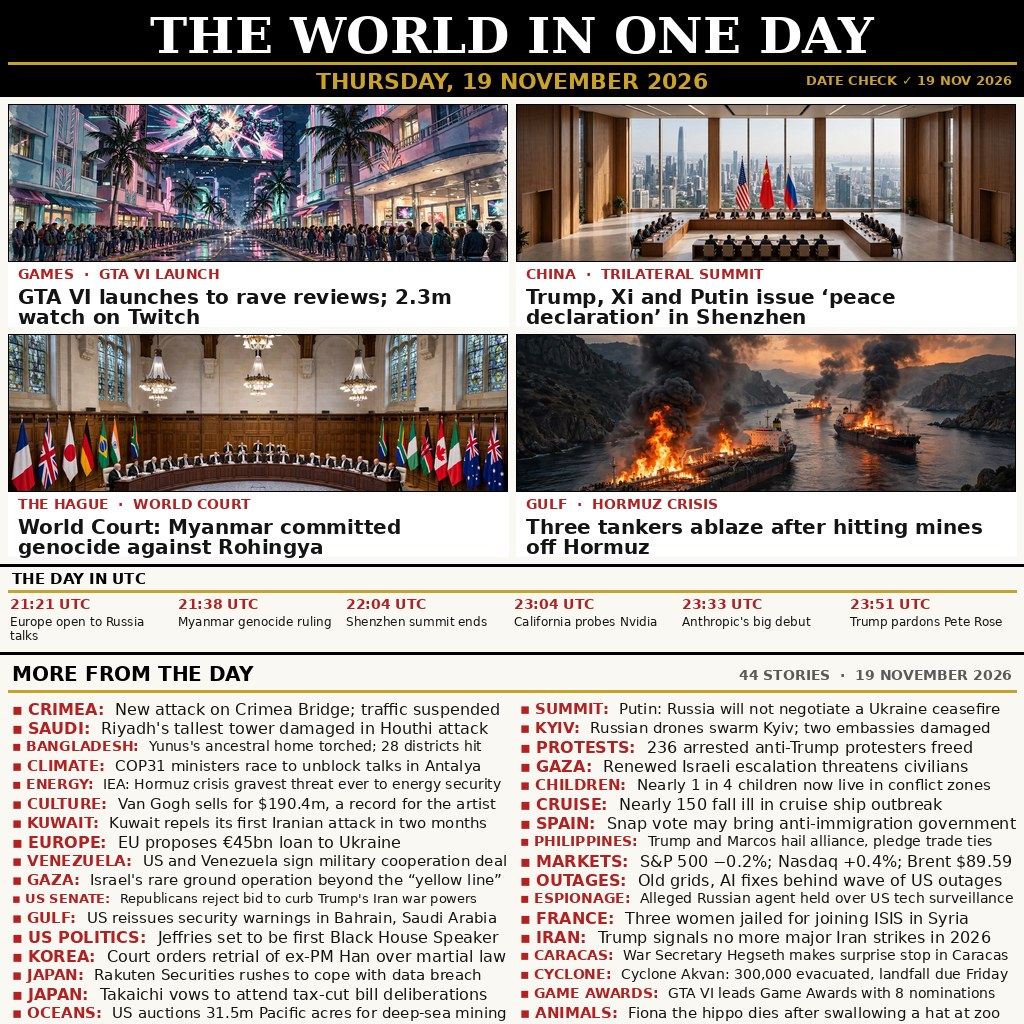 THE WORLD IN ONE DAY
THURSDAY, 19 NOVEMBER 2026
DATE CHECK ✓ 19 NOV 2026
GAMES · GTA VI LAUNCH
GTA VI launches to rave reviews; 2.3m
watch on Twitch
CHINA · TRILATERAL SUMMIT
Trump, Xi and Putin issue ‘peace
declaration’ in Shenzhen
THE HAGUE · WORLD COURT
World Court: Myanmar committed
genocide against Rohingya
GULF · HORMUZ CRISIS
Three tankers ablaze after hitting mines
off Hormuz
THE DAY IN UTC
21:21 UTC
Europe open to Russia
talks
21:38 UTC
Myanmar genocide ruling
22:04 UTC
Shenzhen summit ends
23:04 UTC
California probes Nvidia
23:33 UTC
Anthropic's big debut
23:51 UTC
Trump pardons Pete Rose
MORE FROM THE DAY
44 STORIES · 19 NOVEMBER 2026
■ CRIMEA: New attack on Crimea Bridge; traffic suspended
■ SAUDI: Riyadh's tallest tower damaged in Houthi attack
■ BANGLADESH: Yunus's ancestral home torched; 28 districts hit
■ CLIMATE: COP31 ministers race to unblock talks in Antalya
■ ENERGY: IEA: Hormuz crisis gravest threat ever to energy security
■ CULTURE: Van Gogh sells for $190.4m, a record for the artist
■ KUWAIT: Kuwait repels its first Iranian attack in two months
■ EUROPE: EU proposes €45bn loan to Ukraine
■ VENEZUELA: US and Venezuela sign military cooperation deal
■ GAZA: Israel's rare ground operation beyond the “yellow line”
■ US SENATE: Republicans reject bid to curb Trump's Iran war powers
■ GULF: US reissues security warnings in Bahrain, Saudi Arabia
■ US POLITICS: Jeffries set to be first Black House Speaker
■ KOREA: Court orders retrial of ex-PM Han over martial law
■ JAPAN: Rakuten Securities rushes to cope with data breach
■ JAPAN: Takaichi vows to attend tax-cut bill deliberations
■ OCEANS: US auctions 31.5m Pacific acres for deep-sea mining
■ SUMMIT: Putin: Russia will not negotiate a Ukraine ceasefire
■ KYIV: Russian drones swarm Kyiv; two embassies damaged
■ PROTESTS: 236 arrested anti-Trump protesters freed
■ GAZA: Renewed Israeli escalation threatens civilians
■ CHILDREN: Nearly 1 in 4 children now live in conflict zones
■ CRUISE: Nearly 150 fall ill in cruise ship outbreak
■ SPAIN: Snap vote may bring anti-immigration government
■ PHILIPPINES: Trump and Marcos hail alliance, pledge trade ties
■ MARKETS: S&P 500 −0.2%; Nasdaq +0.4%; Brent $89.59
■ OUTAGES: Old grids, AI fixes behind wave of US outages
■ ESPIONAGE: Alleged Russian agent held over US tech surveillance
■ FRANCE: Three women jailed for joining ISIS in Syria
■ IRAN: Trump signals no more major Iran strikes in 2026
■ CARACAS: War Secretary Hegseth makes surprise stop in Caracas
■ CYCLONE: Cyclone Akvan: 300,000 evacuated, landfall due Friday
■ GAME AWARDS: GTA VI leads Game Awards with 8 nominations
■ ANIMALS: Fiona the hippo dies after swallowing a hat at zoo